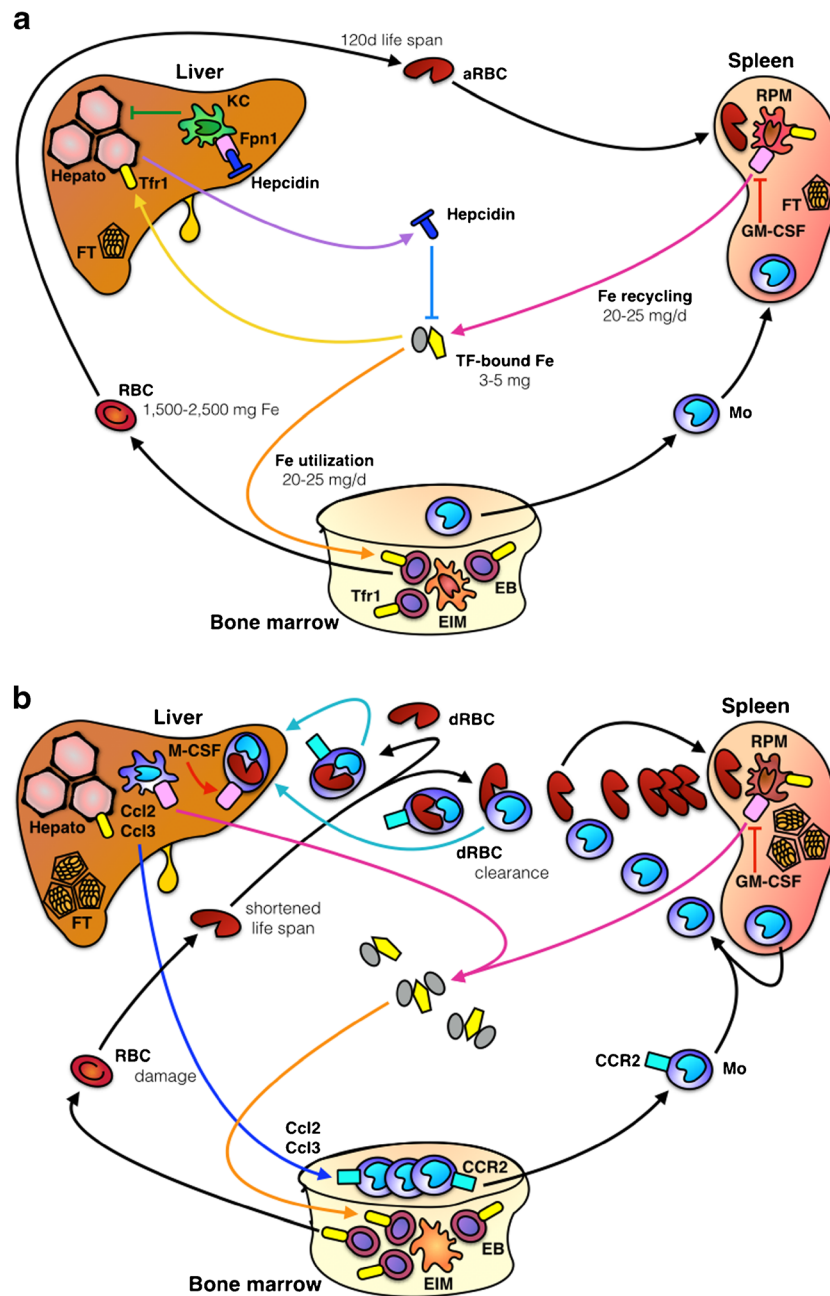 a
120d life span
aRBC
Liver
Spleen
KC
RPM
Fpn1
Hepato
Tfr1
Hepcidin
Hepcidin
FT
FT
GM-CSF
Fe recycling
20-25 mg/d
TF-bound Fe
3-5 mg
RBC
1,500-2,500 mg Fe
Mo
Fe utilization
20-25 mg/d
Tfr1
EB
EIM
Bone marrow
b
Liver
dRBC
Spleen
M-CSF
RPM
Hepato
Ccl2
Ccl3
dRBC
clearance
GM-CSF
FT
shortened
life span
RBC
damage
CCR2
Mo
Ccl2
Ccl3
CCR2
EB
EIM
Bone marrow